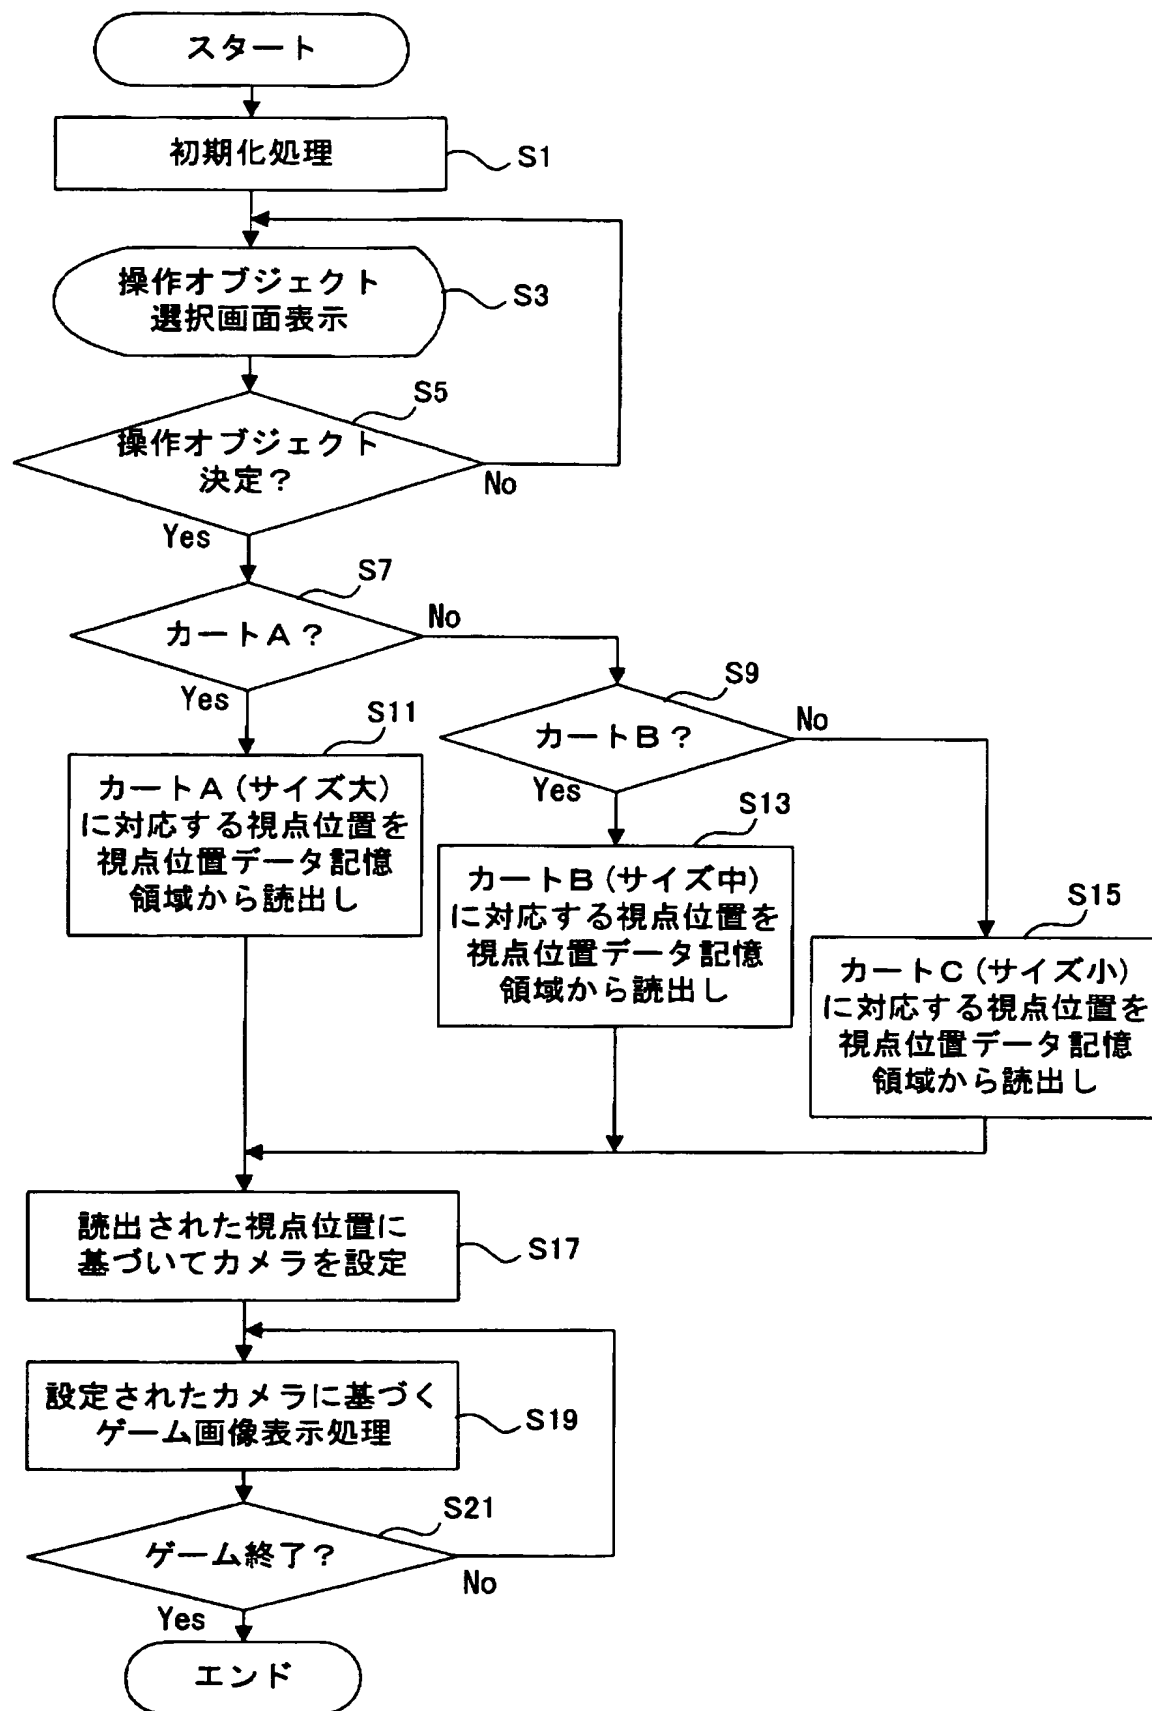 スタート
初期化処理
S1
操作オブジェクト
選択画面表示
S3
S5
操作オブジェクト
決定?
No
Yes
S7
カートA?
No
Yes
S9
カートB?
No
Yes
S11
カートA(サイズ大)
に対応する視点位置を
視点位置データ記憶
領域から読出し
S13
カートB(サイズ中)
に対応する視点位置を
視点位置データ記憶
領域から読出し
S15
カートC(サイズ小)
に対応する視点位置を
視点位置データ記憶
領域から読出し
読出された視点位置に
基づいてカメラを設定
S17
設定されたカメラに基づく
ゲーム画像表示処理
S19
S21
ゲーム終了?
No
Yes
エンド